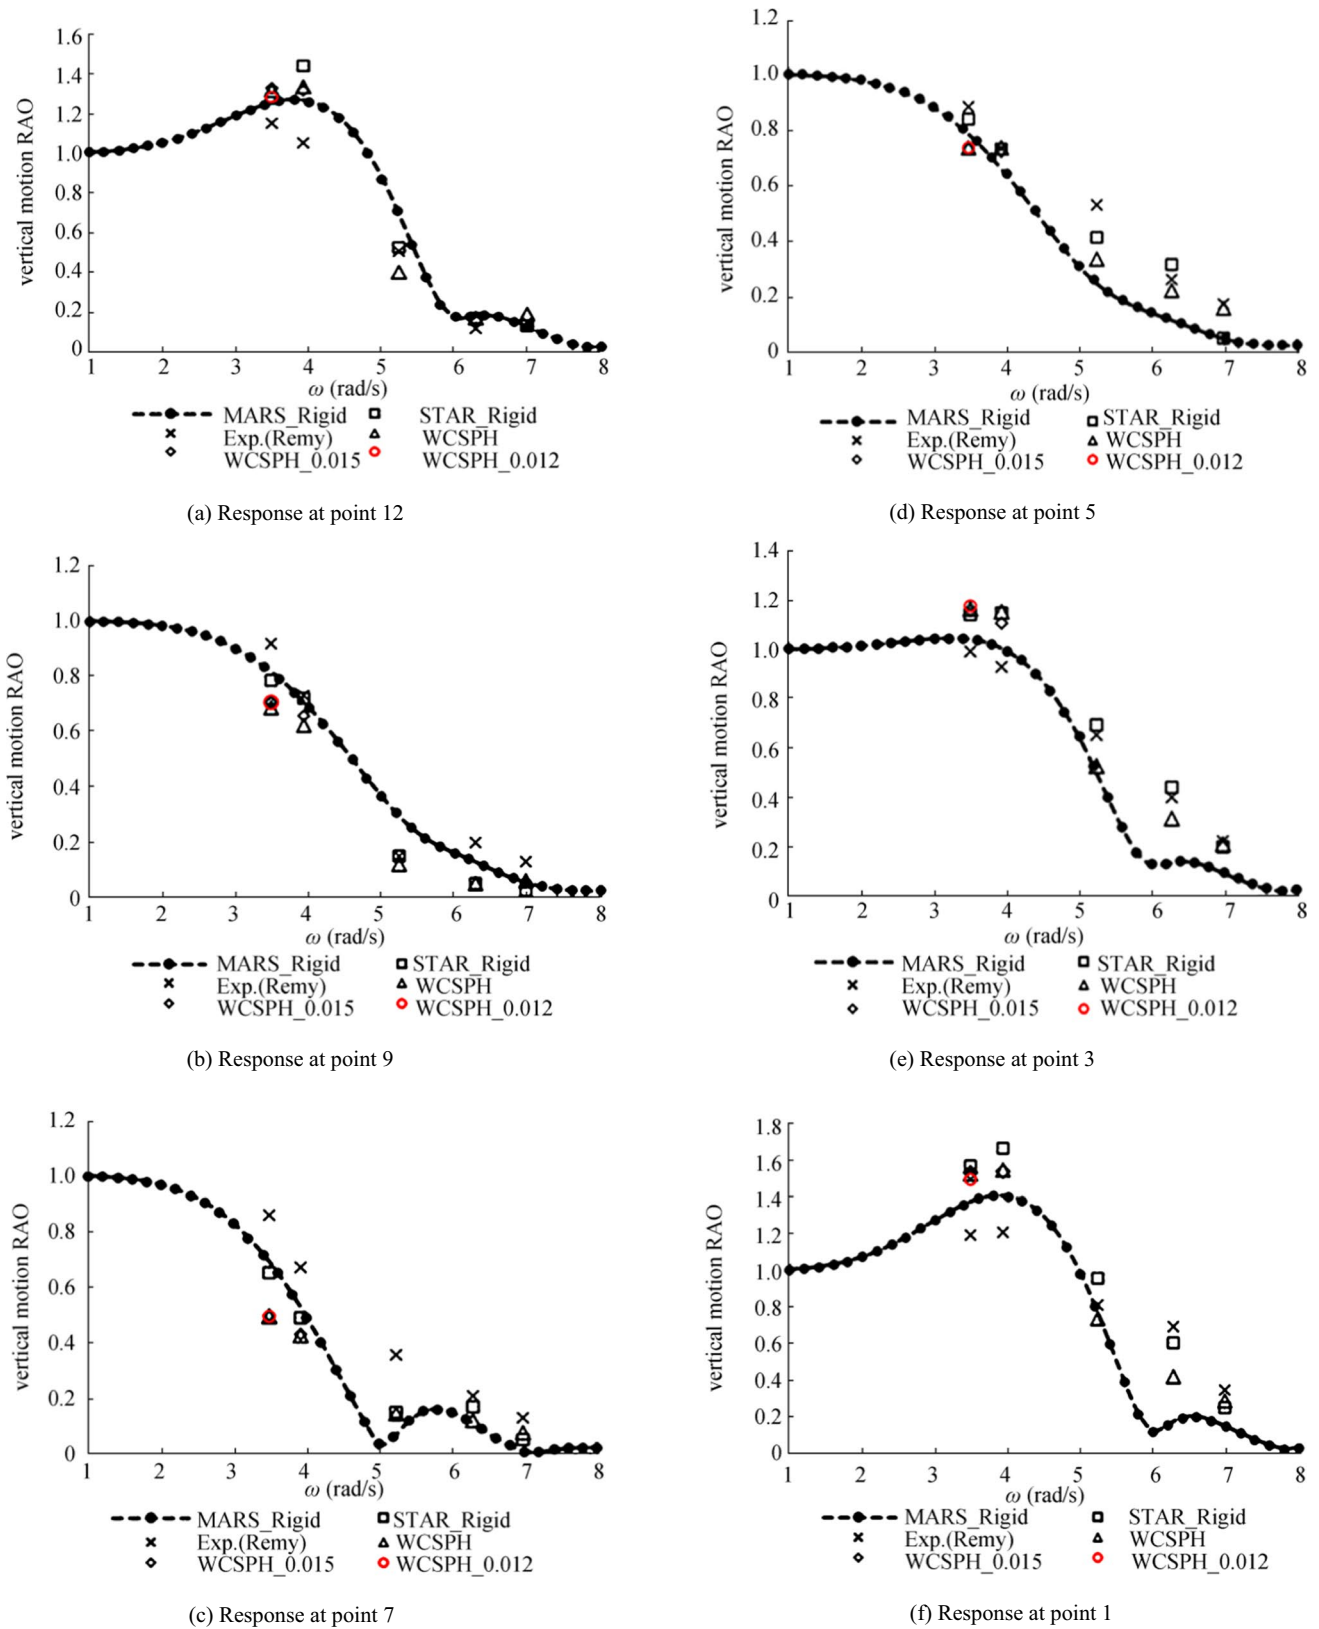 1.6
1.4
1.2
1.0
0.8
0.6
0.4
0.2
0
vertical motion RAO
1 2 3 4 5 6 7 8
ω (rad/s)
MARS_Rigid STAR_Rigid
Exp.(Remy) WCSPH
WCSPH_0.015 WCSPH_0.012
(a) Response at point 12
1.2
1.0
0.8
0.6
0.4
0.2
0
vertical motion RAO
1 2 3 4 5 6 7 8
ω (rad/s)
MARS_Rigid STAR_Rigid
Exp.(Remy) WCSPH
WCSPH_0.015 WCSPH_0.012
(d) Response at point 5
1.2
1.0
0.8
0.6
0.4
0.2
0
vertical motion RAO
1 2 3 4 5 6 7 8
ω (rad/s)
MARS_Rigid STAR_Rigid
Exp.(Remy) WCSPH
WCSPH_0.015 WCSPH_0.012
(b) Response at point 9
1.4
1.2
1.0
0.8
0.6
0.4
0.2
0
vertical motion RAO
1 2 3 4 5 6 7 8
ω (rad/s)
MARS_Rigid STAR_Rigid
Exp.(Remy) WCSPH
WCSPH_0.015 WCSPH_0.012
(e) Response at point 3
1.2
1.0
0.8
0.6
0.4
0.2
0
vertical motion RAO
1 2 3 4 5 6 7 8
ω (rad/s)
MARS_Rigid STAR_Rigid
Exp.(Remy) WCSPH
WCSPH_0.015 WCSPH_0.012
(c) Response at point 7
1.8
1.6
1.4
1.2
1.0
0.8
0.6
0.4
0.2
0
vertical motion RAO
1 2 3 4 5 6 7 8
ω (rad/s)
MARS_Rigid STAR_Rigid
Exp.(Remy) WCSPH
WCSPH_0.015 WCSPH_0.012
(f) Response at point 1